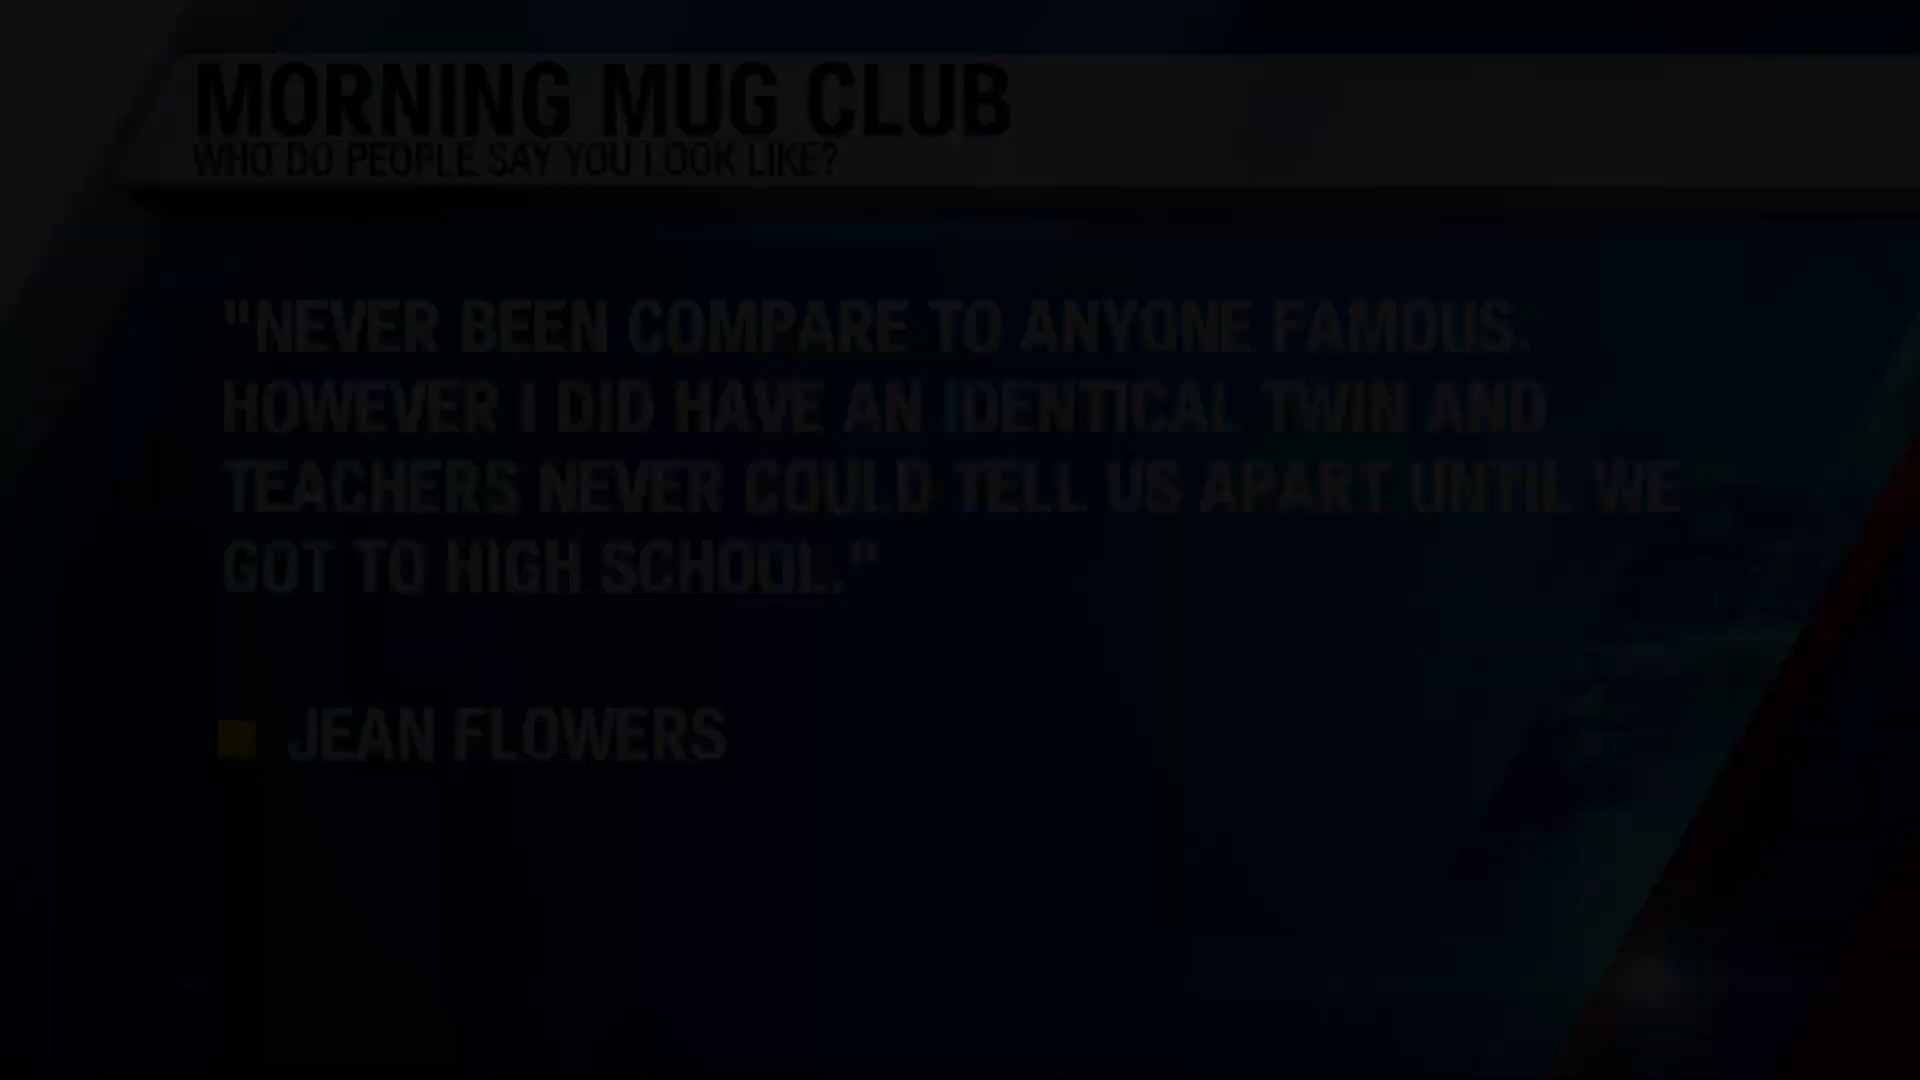 MORNING MUG CLUB
WHO DO PEOPLE SAY YOU LOOK LIKE?
"NEVER BEEN COMPARE TO ANYONE FAMOUS.
HOWEVER I DID HAVE AN IDENTICAL TWIN AND
TEACHERS NEVER COULD TELL US APART UNTIL WE
GOT TO HIGH SCHOOL."
JEAN FLOWERS